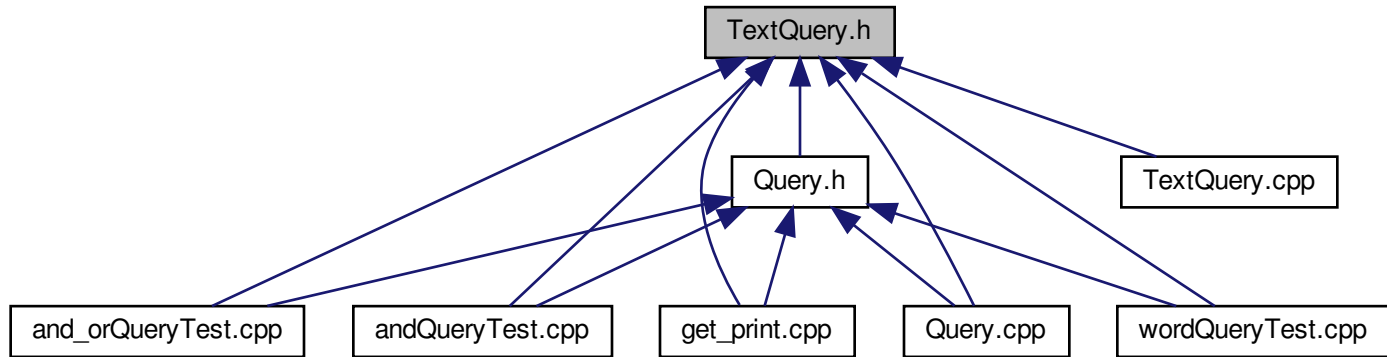 TextQuery.h
Query.h
TextQuery.cpp
and_orQueryTest.cpp
andQueryTest.cpp
get_print.cpp
Query.cpp
wordQueryTest.cpp